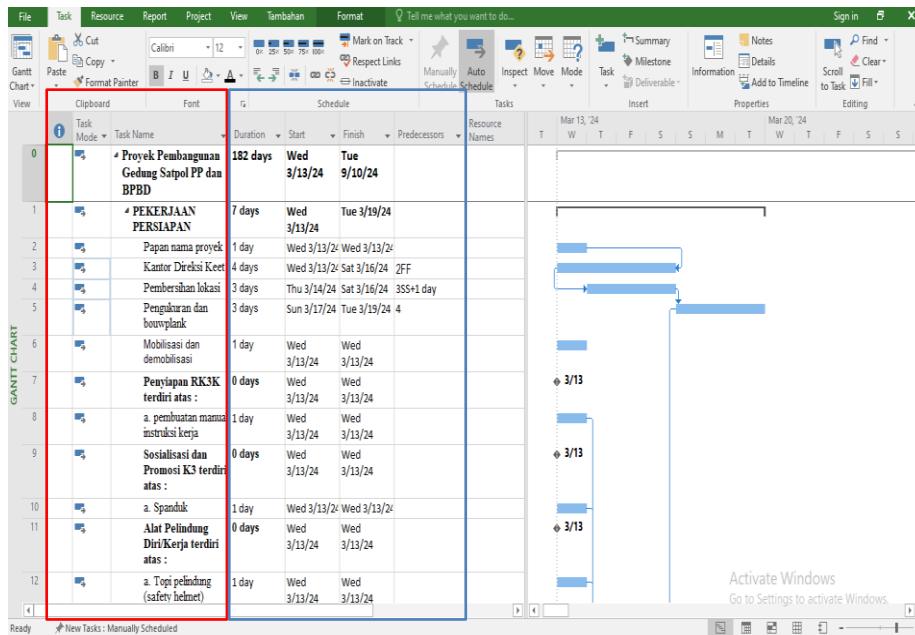 File Task Resource Report Project View Tambahan Format Tell me what you want to do... Sign in
Gantt Chart
View
Paste
Cut
Copy
Format Painter
Clipboard
Calibri 12
B I U A
Font
0% 25% 50% 75% 100%
Mark on Track
Respect Links
Inactivate
Schedule
Manually Schedule
Auto Schedule
Inspect Move Mode
Tasks
Task
Summary
Milestone
Deliverable
Insert
Information
Notes
Details
Add to Timeline
Properties
Scroll to Task
Find
Clear
Fill
Editing
Task Mode Task Name Duration Start Finish Predecessors Resource Names
Mar 13, '24 Mar 20, '24
T W T F S S M T W T F S S
0 Proyek Pembangunan 182 days Wed Tue
Gedung Satpol PP dan 3/13/24 9/10/24
BPBD
1 PEKERJAAN 7 days Wed Tue 3/19/24
PERSIAPAN 3/13/24
2 Papan nama proyek 1 day Wed 3/13/24 Wed 3/13/24
3 Kantor Direksi Keet 4 days Wed 3/13/24 Sat 3/16/24 2FF
4 Pembersihan lokasi 3 days Thu 3/14/24 Sat 3/16/24 3SS+1 day
5 Pengukuran dan 3 days Sun 3/17/24 Tue 3/19/24 4
bouwplank
6 Mobilisasi dan 1 day Wed Wed
demobilisasi 3/13/24 3/13/24
7 Penyiapan RK3K 0 days Wed Wed 3/13
terdiri atas : 3/13/24 3/13/24
8 a. pembuatan manua 1 day Wed Wed
instruksi kerja 3/13/24 3/13/24
9 Sosialisasi dan 0 days Wed Wed 3/13
Promosi K3 terdiri 3/13/24 3/13/24
atas :
10 a. Spanduk 1 day Wed 3/13/24 Wed 3/13/24
11 Alat Pelindung 0 days Wed Wed 3/13
Diri/Kerja terdiri 3/13/24 3/13/24
atas :
12 a. Topi pelindung 1 day Wed Wed
(safety helmet) 3/13/24 3/13/24
GANTT CHART
Activate Windows
Go to Settings to activate Windows.
Ready New Tasks : Manually Scheduled